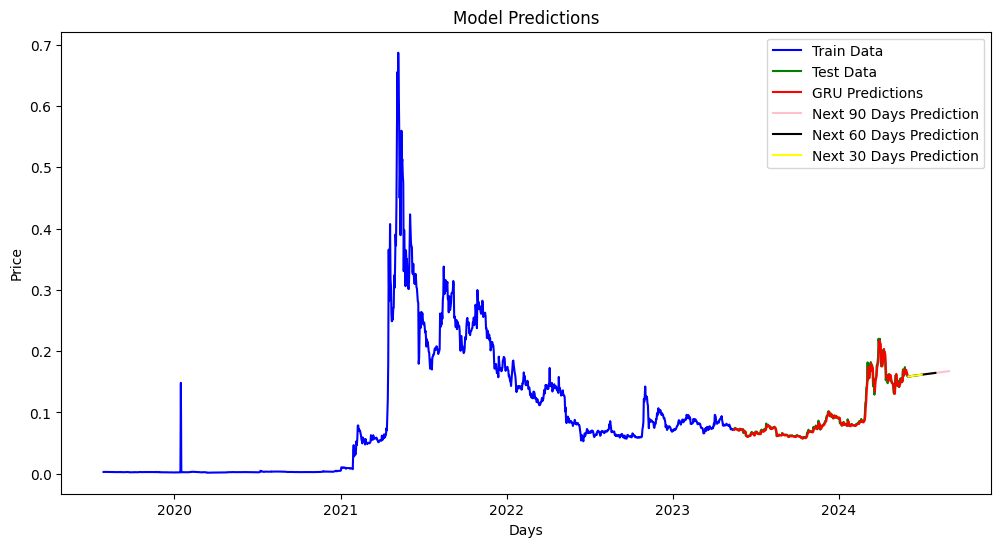 Model Predictions
Train Data
Test Data
GRU Predictions
Next 90 Days Prediction
Next 60 Days Prediction
Next 30 Days Prediction
Price
0.7
0.6
0.5
0.4
0.3
0.2
0.1
0.0
2020
2021
2022
2023
2024
Days